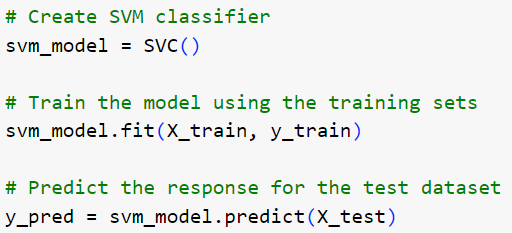 # Create SVM classifier
svm_model = SVC()
# Train the model using the training sets
svm_model.fit(X_train, y_train)
# Predict the response for the test dataset
y_pred = svm_model.predict(X_test)